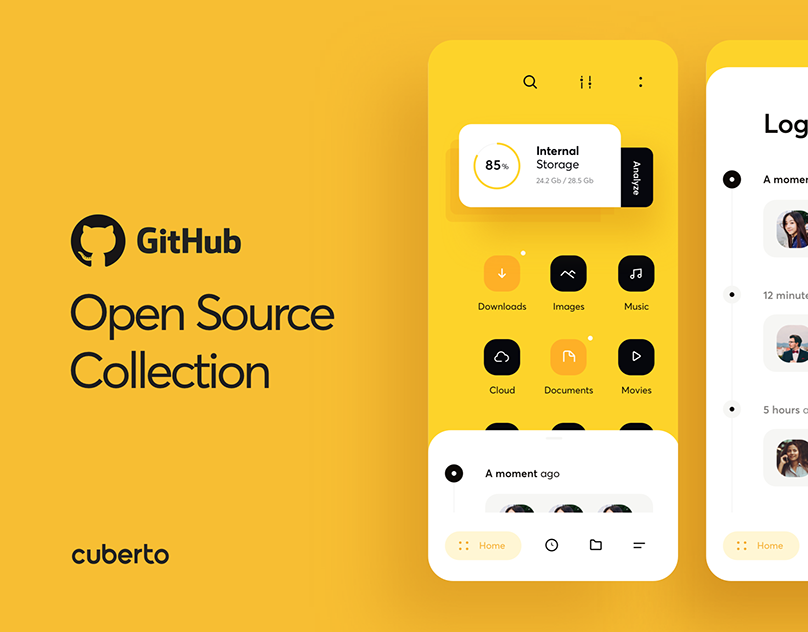 GitHub
Open Source
Collection
cuberto
85%
Internal
Storage
24.2 Gb / 28.5 Gb
Analyze
Downloads
Images
Music
Cloud
Documents
Movies
A moment ago
Home
Log
A momen
12 minute
5 hours a
Home